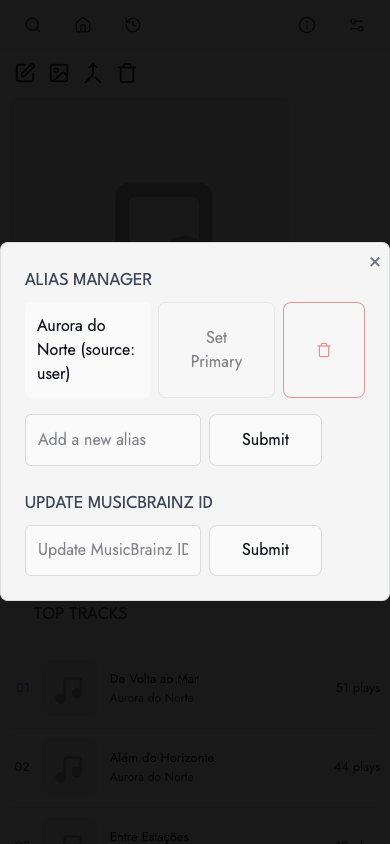 ALIAS MANAGER
Aurora do
Norte (source:
user)
Set
Primary
Add a new alias
Submit
UPDATE MUSICBRAINZ ID
Update MusicBrainz ID
Submit
TOP TRACKS
01
De Volta ao Mar
Aurora do Norte
51 plays
02
Além do Horizonte
Aurora do Norte
44 plays
Entre Estações